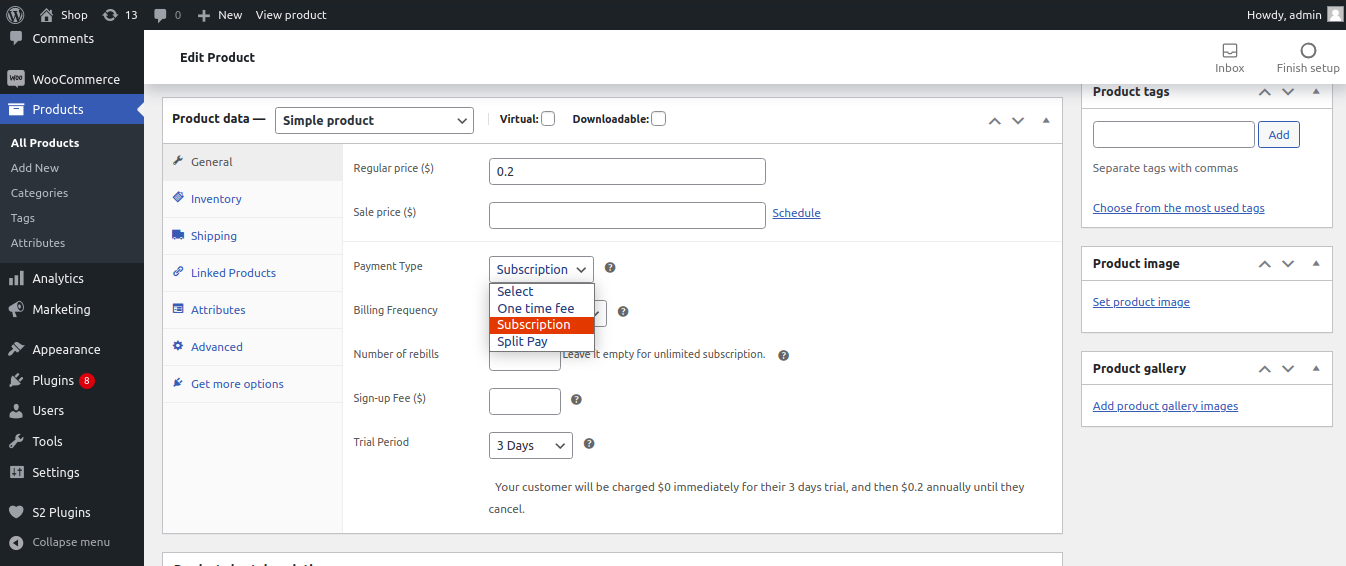 Shop 13 0 New View product Howdy, admin
Comments
WooCommerce
Products
All Products
Add New
Categories
Tags
Attributes
Analytics
Marketing
Appearance
Plugins 8
Users
Tools
Settings
S2 Plugins
Collapse menu
Edit Product
Inbox
Finish setup
Product data — Simple product Virtual: Downloadable:
General
Inventory
Shipping
Linked Products
Attributes
Advanced
Get more options
Regular price ($) 0.2
Sale price ($) Schedule
Payment Type Subscription
Select
One time fee
Subscription
Split Pay
Billing Frequency
Number of rebills Leave it empty for unlimited subscription.
Sign-up Fee ($)
Trial Period 3 Days
Your customer will be charged $0 immediately for their 3 days trial, and then $0.2 annually until they
cancel.
Product tags
Add
Separate tags with commas
Choose from the most used tags
Product image
Set product image
Product gallery
Add product gallery images